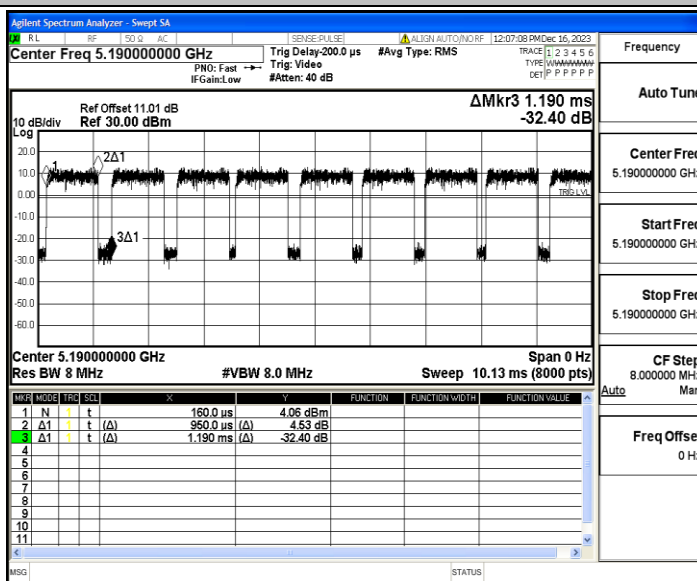 Agilent Spectrum Analyzer - Swept SA
RL RF 50 Ω AC SENSE:PULSE ALIGN AUTO/NO RF 12:07:08 PM Dec 16, 2023
Center Freq 5.190000000 GHz
PNO: Fast
IFGain:Low
Trig Delay-200.0 µs
Trig: Video
#Atten: 40 dB
#Avg Type: RMS
TRACE 1 2 3 4 5 6
TYPE WWWWWW
DET P P P P P P
Ref Offset 11.01 dB
10 dB/div Ref 30.00 dBm
Log
ΔMkr3 1.190 ms
-32.40 dB
20.0
10.0
0.00
-10.0
-20.0
-30.0
-40.0
-50.0
-60.0
1
2Δ1
3Δ1
TRIG LVL
Center 5.190000000 GHz Span 0 Hz
Res BW 8 MHz #VBW 8.0 MHz Sweep 10.13 ms (8000 pts)
MKR MODE TRC SCL X Y FUNCTION FUNCTION WIDTH FUNCTION VALUE
1 N 1 t 160.0 µs 4.06 dBm
2 Δ1 1 t (Δ) 950.0 µs (Δ) 4.53 dB
3 Δ1 1 t (Δ) 1.190 ms (Δ) -32.40 dB
4
5
6
7
8
9
10
11
MSG STATUS
Frequency
Auto Tune
Center Freq
5.190000000 GHz
Start Freq
5.190000000 GHz
Stop Freq
5.190000000 GHz
CF Step
8.000000 MHz
Auto Man
Freq Offset
0 Hz